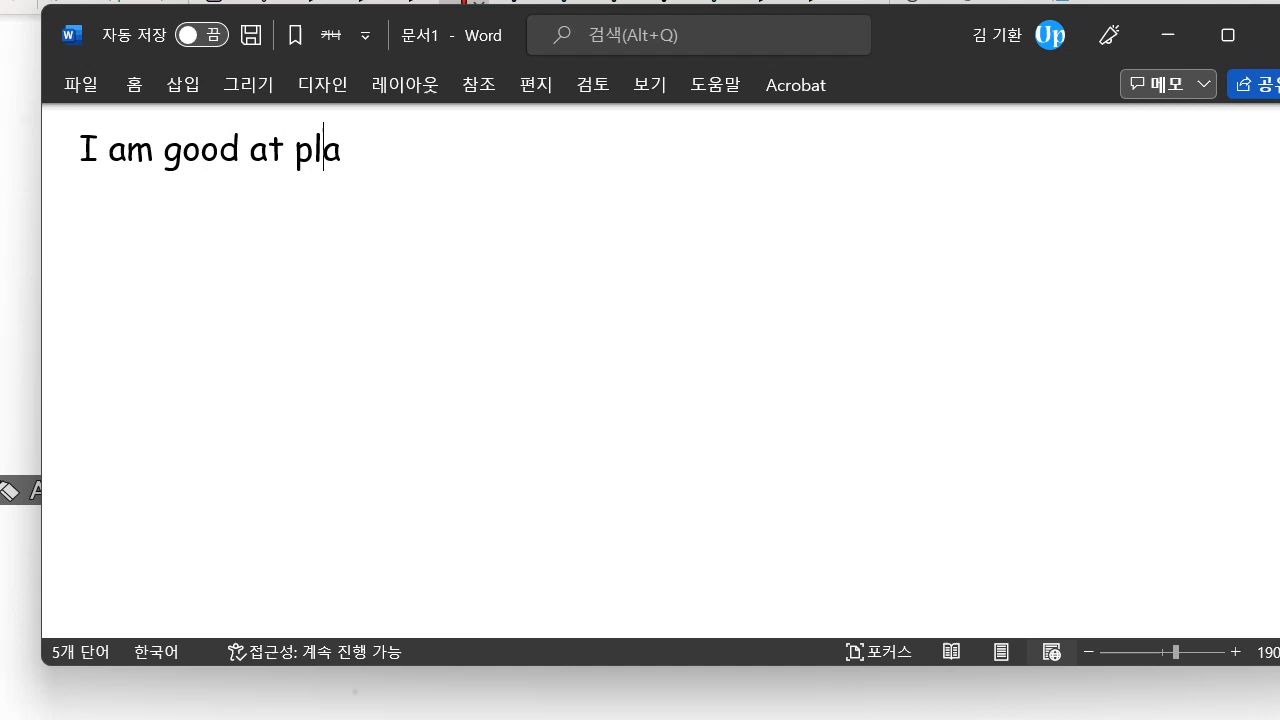 자동 저장 끔 가나 문서1 - Word 검색(Alt+Q) 김 기환 Up
파일 홈 삽입 그리기 디자인 레이아웃 참조 편지 검토 보기 도움말 Acrobat 메모
I am good at pla
A
5개 단어 한국어 접근성: 계속 진행 가능 포커스 190